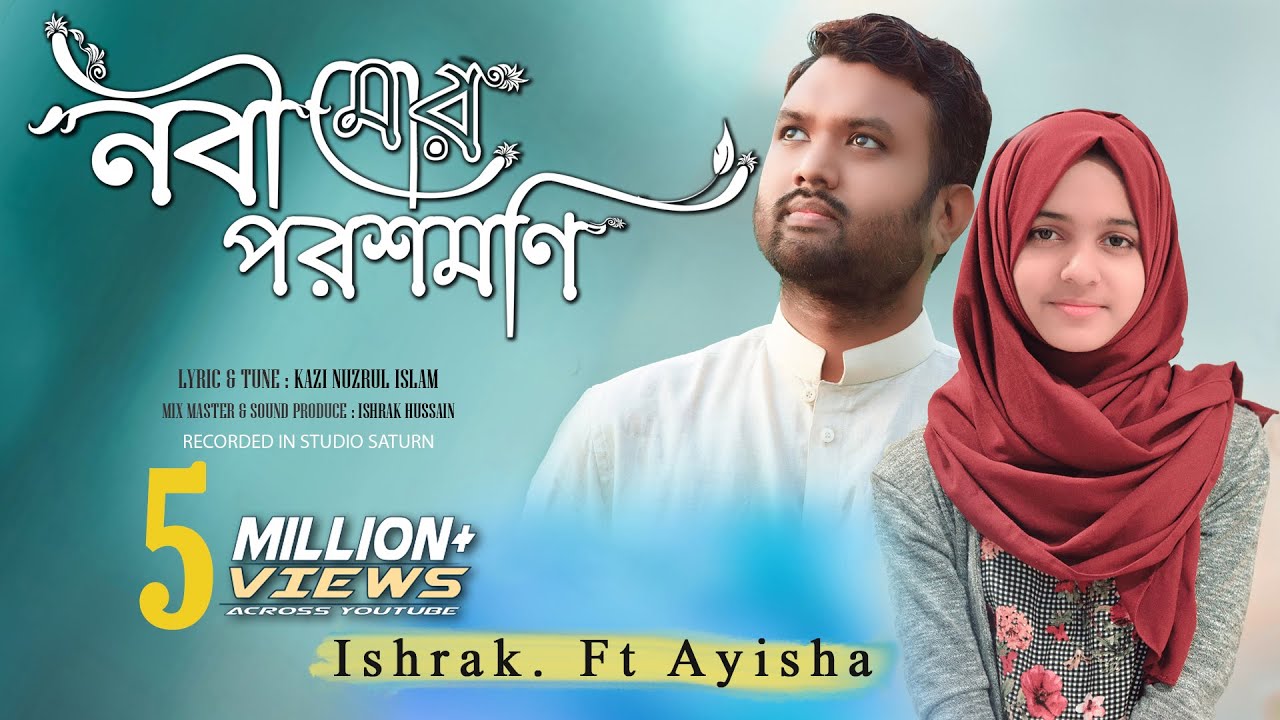 নবী মোর
পরশমণি
LYRIC & TUNE : KAZI NUZRUL ISLAM
MIX MASTER & SOUND PRODUCE : ISHRAK HUSSAIN
RECORDED IN STUDIO SATURN
5 MILLION+
VIEWS
ACROSS YOUTUBE
Ishrak. Ft Ayisha